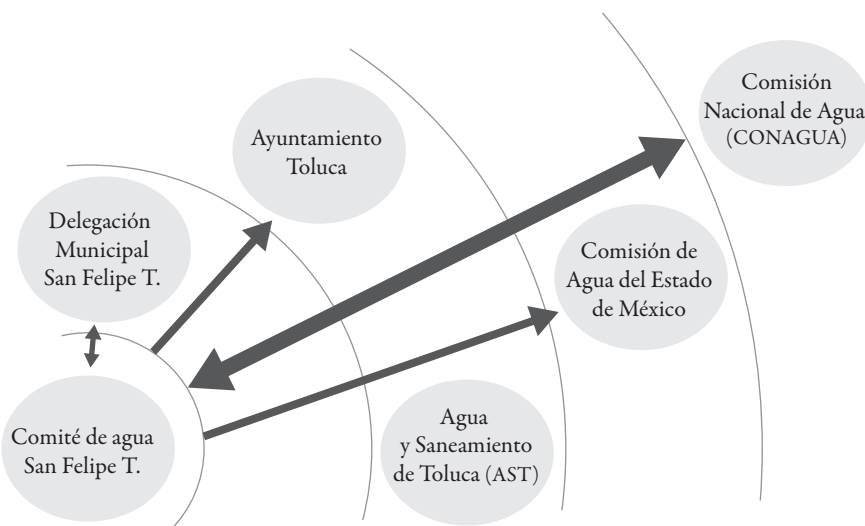 Comisión
Nacional de Agua
(CONAGUA)
Ayuntamiento
Toluca
Delegación
Municipal
San Felipe T.
Comisión de
Agua del Estado
de México
Comité de agua
San Felipe T.
Agua
y Saneamiento
de Toluca (AST)